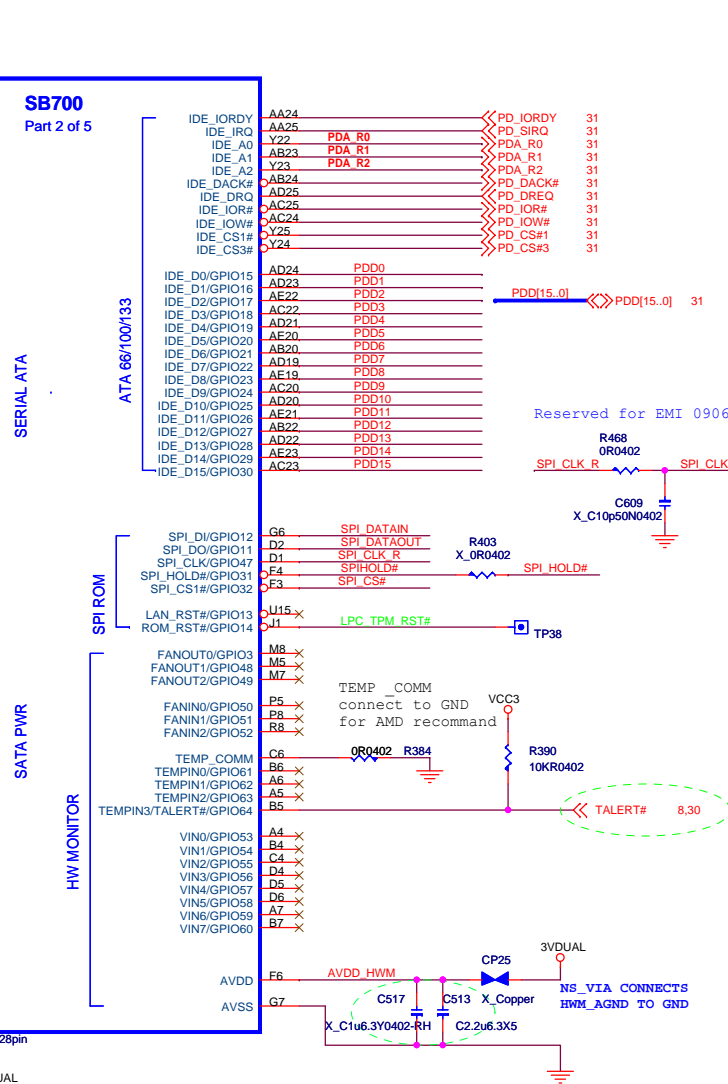 SB700
Part 2 of 5
SERIAL ATA
ATA 66/100/133
IDE_IORDY AA24 PD_IORDY 31
IDE_IRQ AA25 PD_SIRQ 31
IDE_A0 Y22 PDA_R0 PDA_R0 31
IDE_A1 AB23 PDA_R1 PDA_R1 31
IDE_A2 Y23 PDA_R2 PDA_R2 31
IDE_DACK# AB24 PD_DACK# 31
IDE_DRQ AD25 PD_DREQ 31
IDE_IOR# AC25 PD_IOR# 31
IDE_IOW# AC24 PD_IOW# 31
IDE_CS1# Y25 PD_CS#1 31
IDE_CS3# Y24 PD_CS#3 31
IDE_D0/GPIO15 AD24 PDD0
IDE_D1/GPIO16 AD23 PDD1
IDE_D2/GPIO17 AE22 PDD2 PDD[15..0] PDD[15..0] 31
IDE_D3/GPIO18 AC22 PDD3
IDE_D4/GPIO19 AD21 PDD4
IDE_D5/GPIO20 AE20 PDD5
IDE_D6/GPIO21 AB20 PDD6
IDE_D7/GPIO22 AD19 PDD7
IDE_D8/GPIO23 AE19 PDD8
IDE_D9/GPIO24 AC20 PDD9
IDE_D10/GPIO25 AD20 PDD10
IDE_D11/GPIO26 AE21 PDD11
IDE_D12/GPIO27 AB22 PDD12
IDE_D13/GPIO28 AD22 PDD13
IDE_D14/GPIO29 AE23 PDD14
IDE_D15/GPIO30 AC23 PDD15
Reserved for EMI 0906
R468
0R0402
SPI_CLK_R SPI_CLK
C609
X_C10p50N0402
SPI ROM
SPI_DI/GPIO12 G6 SPI_DATAIN
SPI_DO/GPIO11 D2 SPI_DATAOUT
SPI_CLK/GPIO47 D1 SPI_CLK_R
SPI_HOLD#/GPIO31 F4 SPIHOLD# SPI_HOLD#
SPI_CS1#/GPIO32 F3 SPI_CS#
R403
X_0R0402
LAN_RST#/GPIO13 U15
ROM_RST#/GPIO14 J1 LPC_TPM_RST# TP38
SATA PWR
HW MONITOR
FANOUT0/GPIO3 M8
FANOUT1/GPIO48 M5
FANOUT2/GPIO49 M7
FANIN0/GPIO50 P5
FANIN1/GPIO51 P8
FANIN2/GPIO52 R8
TEMP _COMM
connect to GND
for AMD recommand
VCC3
TEMP_COMM C6 0R0402 R384
R390
10KR0402
TEMPIN0/GPIO61 B6
TEMPIN1/GPIO62 A6
TEMPIN2/GPIO63 A5
TEMPIN3/TALERT#/GPIO64 B5 TALERT# 8,30
VIN0/GPIO53 A4
VIN1/GPIO54 B4
VIN2/GPIO55 C4
VIN3/GPIO56 D4
VIN4/GPIO57 D5
VIN5/GPIO58 D6
VIN6/GPIO59 A7
VIN7/GPIO60 B7
3VDUAL
CP25
AVDD F6 AVDD_HWM
X_Copper
NS_VIA CONNECTS
HWM_AGND TO GND
AVSS G7
C517 C513
X_C1u6.3Y0402-RH C2.2u6.3X5
28pin
UAL